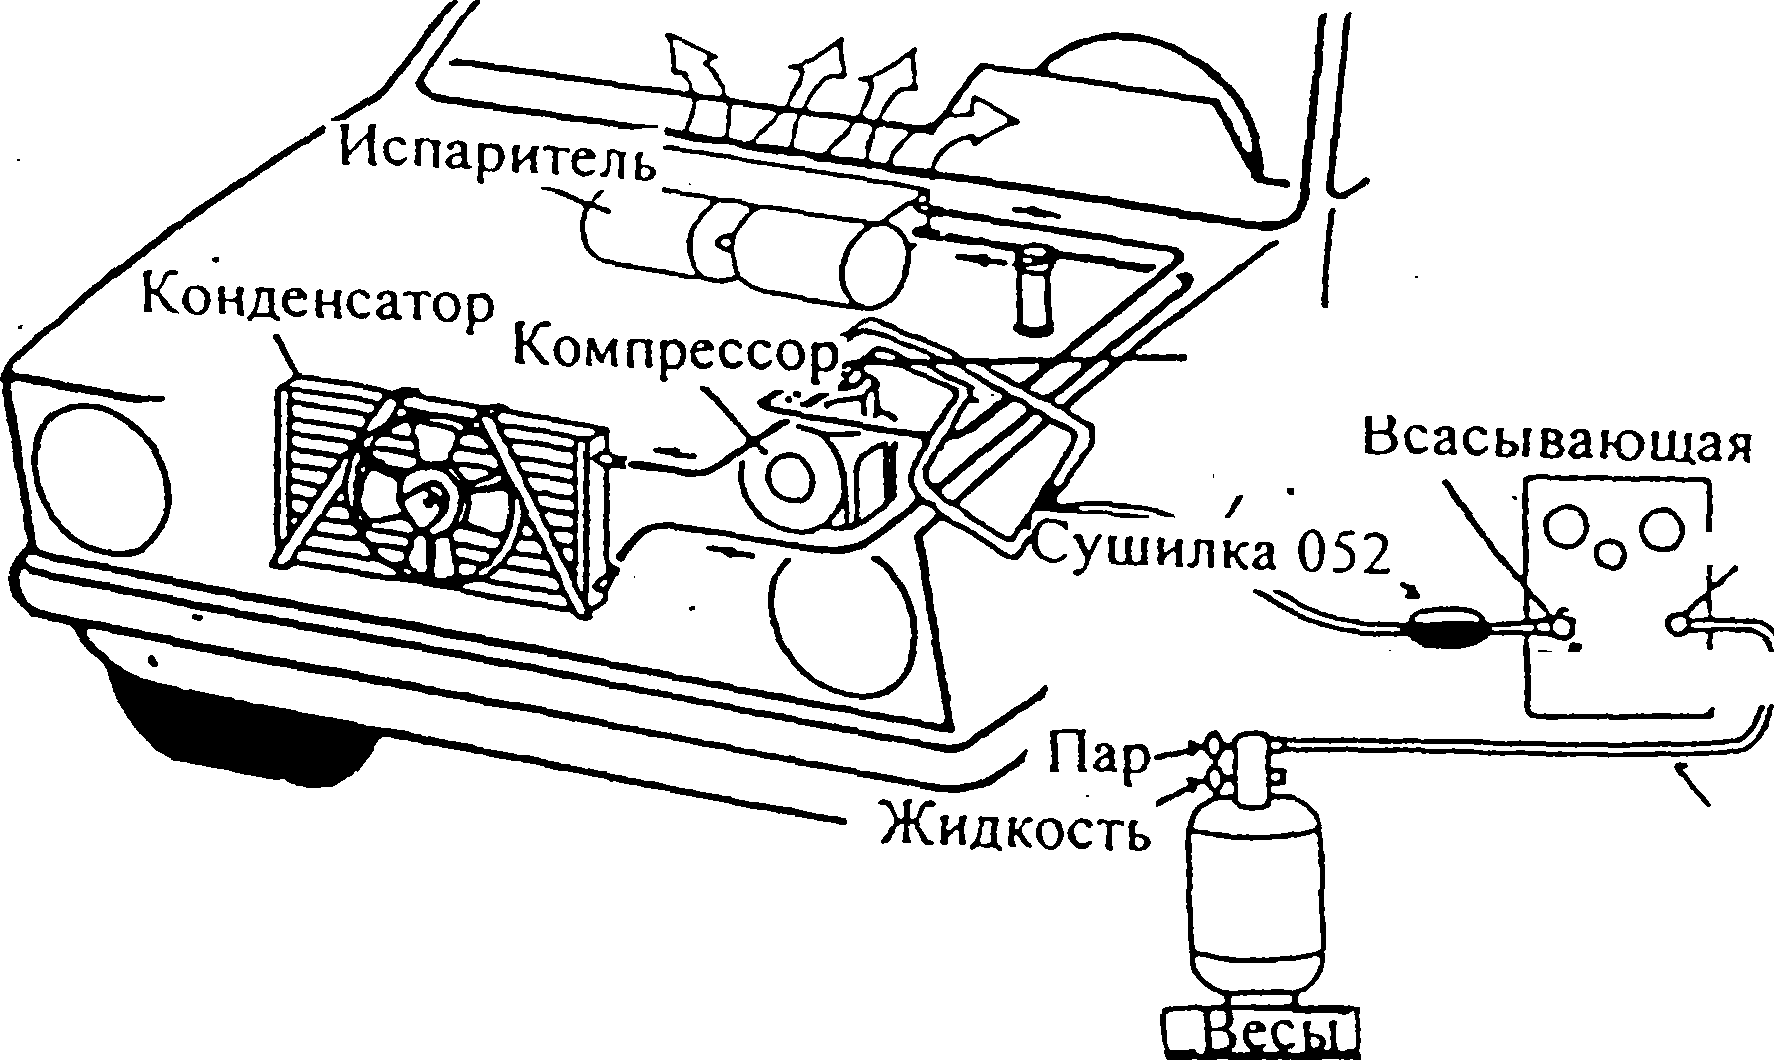 Испаритель
Конденсатор
Компрессор
Всасывающая
Сушилка 052
Пар
Жидкость
Весы